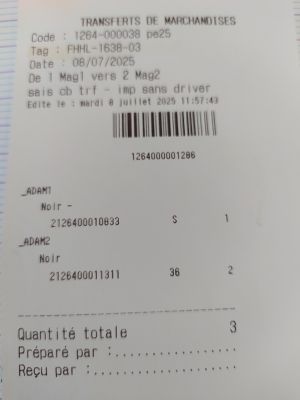 TRANSFERTS DE MARCHANDISES
Code : 1264-000038 pe25
Tag : FHHL-1638-03
Date : 08/07/2025
De 1 Mag1 vers 2 Mag2
sais cb trf - imp sans driver
Edite le : mardi 8 juillet 2025 11:57:43
1264000001286
_ADAM1
Noir -
2126400010833 S 1
_ADAM2
Noir
2126400011311 36 2
Quantité totale 3
Préparé par :................
Reçu par :..................